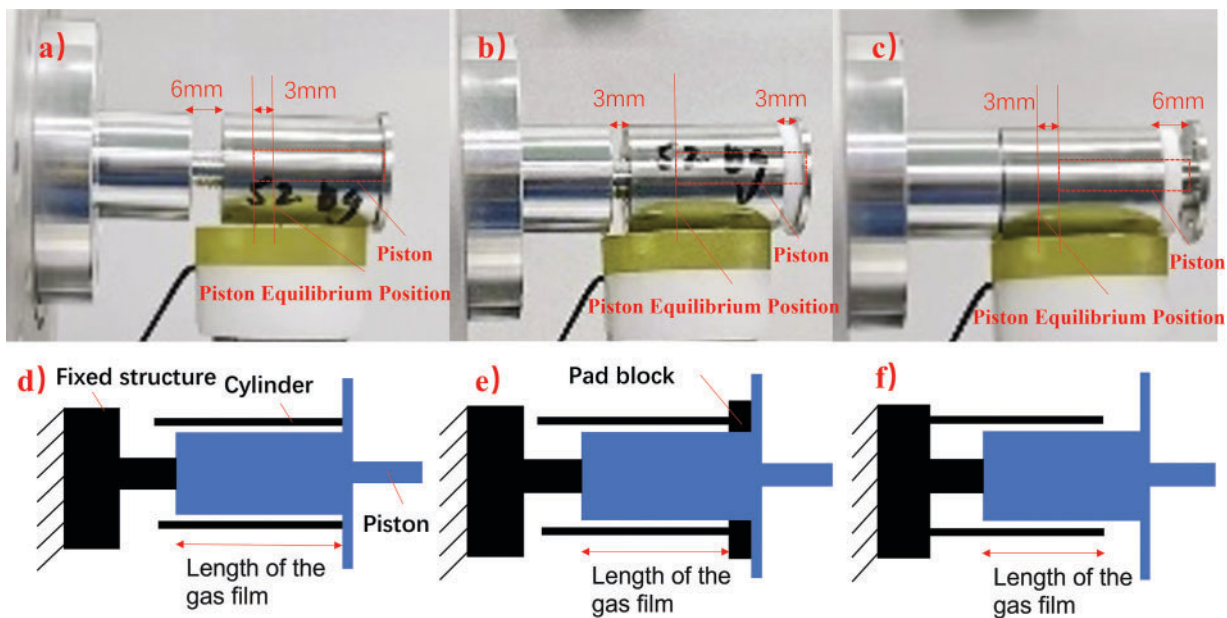 a)
6mm
3mm
S2 B9
Piston
Piston Equilibrium Position
b)
3mm
3mm
Piston
Piston Equilibrium Position
c)
3mm
6mm
Piston
Piston Equilibrium Position
d)
Fixed structure
Cylinder
Piston
Length of the
gas film
e)
Pad block
Length of the
gas film
f)
Length of the
gas film